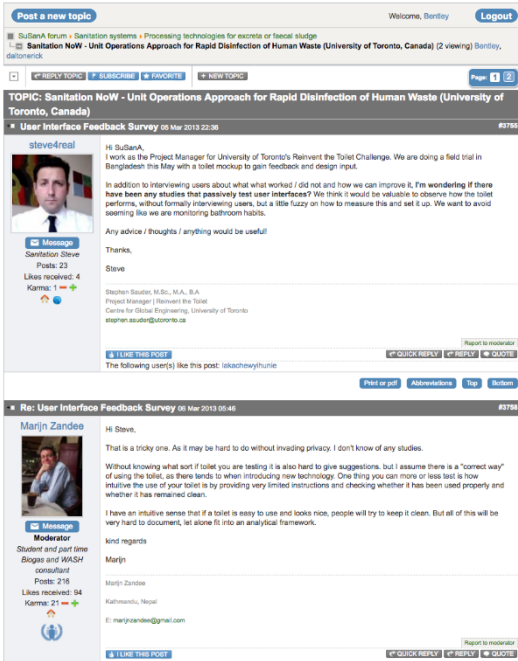 Post a new topic
Welcome, Bentley
Logout
SuSanA forum › Sanitation systems › Processing technologies for excreta or faecal sludge
Sanitation NoW - Unit Operations Approach for Rapid Disinfection of Human Waste (University of Toronto, Canada) (2 viewing) Bentley,
daltonerick
REPLY TOPIC
SUBSCRIBE
FAVORITE
+ NEW TOPIC
Page: 1 2
TOPIC: Sanitation NoW - Unit Operations Approach for Rapid Disinfection of Human Waste (University of
Toronto, Canada)
User Interface Feedback Survey 05 Mar 2013 22:38
#3755
steve4real
Message
Sanitation Steve
Posts: 23
Likes received: 4
Karma: 1
Hi SuSanA,
I work as the Project Manager for University of Toronto's Reinvent the Toilet Challenge. We are doing a field trial in
Bangladesh this May with a toilet mockup to gain feedback and design input.
In addition to interviewing users about what what worked / did not and how we can improve it, I'm wondering if there
have been any studies that passively test user interfaces? We think it would be valuable to observe how the toilet
performs, without formally interviewing users, but a little fuzzy on how to measure this and set it up. We want to avoid
seeming like we are monitoring bathroom habits.
Any advice / thoughts / anything would be useful!
Thanks,
Steve
Stephen Sauder, M.Sc., M.A., B.A.
Project Manager | Reinvent the Toilet
Centre for Global Engineering, University of Toronto
stephen.sauder@utoronto.ca
Report to moderator
I LIKE THIS POST
QUICK REPLY
REPLY
QUOTE
The following user(s) like this post: lakachewyihunie
Print or pdf
Abbreviations
Top
Bottom
Re: User Interface Feedback Survey 06 Mar 2013 05:46
#3758
Marijn Zandee
Message
Moderator
Student and part time
Biogas and WASH
consultant
Posts: 216
Likes received: 94
Karma: 21
Hi Steve,
That is a tricky one. As it may be hard to do without invading privacy. I don't know of any studies.
Without knowing what sort if toilet you are testing it is also hard to give suggestions. but I assume there is a "correct way"
of using the toilet, as there tends to when introducing new technology. One thing you can more or less test is how
intuitive the use of your toilet is by providing very limited instructions and checking whether it has been used properly and
whether it has remained clean.
I have an intuitive sense that if a toilet is easy to use and looks nice, people will try to keep it clean. But all of this will be
very hard to document, let alone fit into an analytical framework.
kind regards
Marijn
Marijn Zandee
Kathmandu, Nepal
E: marijnzandee@gmail.com
Report to moderator
I LIKE THIS POST
QUICK REPLY
REPLY
QUOTE